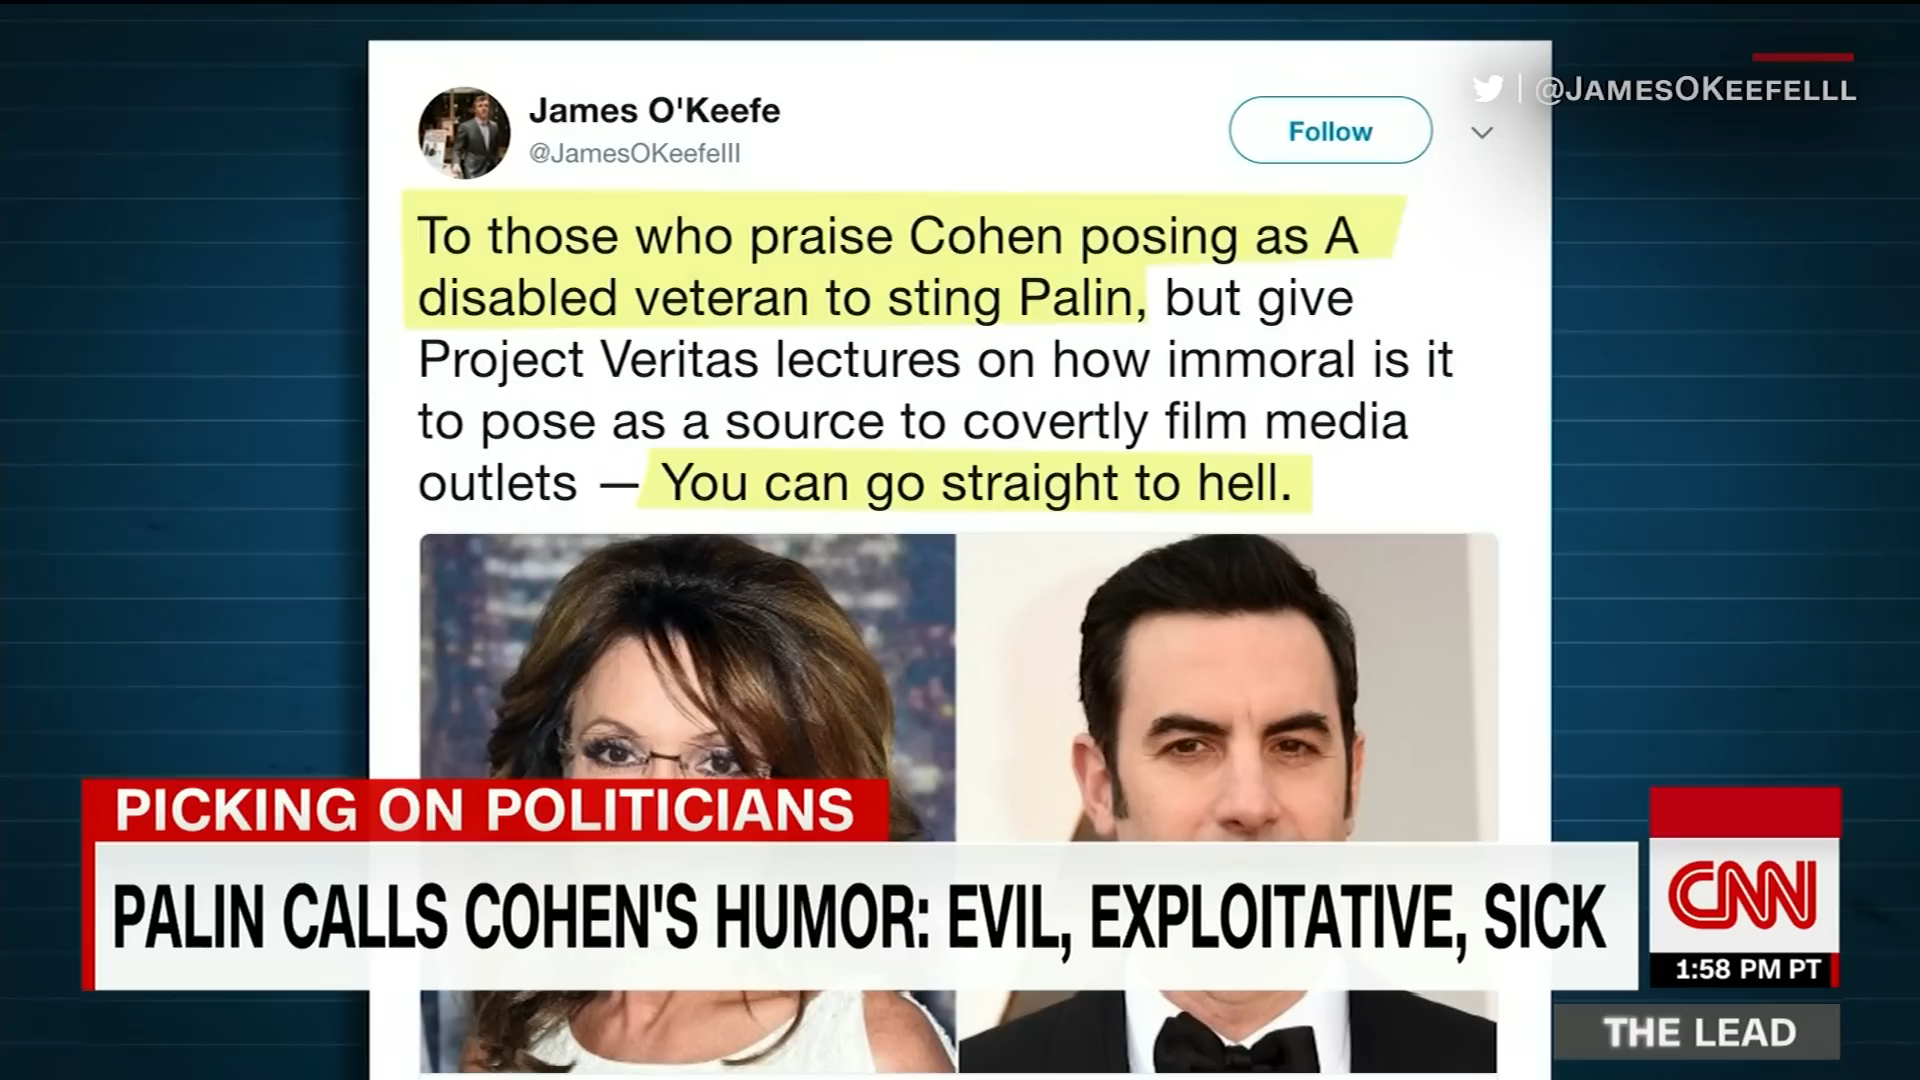 @JAMESOKEEFELLL
James O'Keefe
@JamesOKeefeIII
Follow
To those who praise Cohen posing as A
disabled veteran to sting Palin, but give
Project Veritas lectures on how immoral is it
to pose as a source to covertly film media
outlets — You can go straight to hell.
PICKING ON POLITICIANS
PALIN CALLS COHEN'S HUMOR: EVIL, EXPLOITATIVE, SICK
CNN
1:58 PM PT
THE LEAD